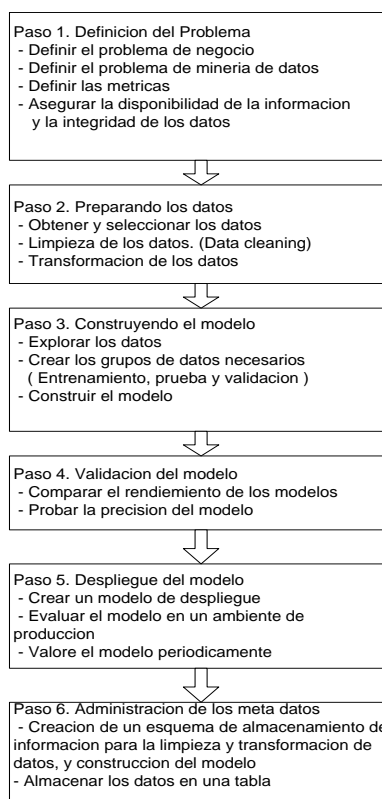 Paso 1. Definicion del Problema
- Definir el problema de negocio
- Definir el problema de mineria de datos
- Definir las metricas
- Asegurar la disponibilidad de la informacion
y la integridad de los datos
Paso 2. Preparando los datos
- Obtener y seleccionar los datos
- Limpieza de los datos. (Data cleaning)
- Transformacion de los datos
Paso 3. Construyendo el modelo
- Explorar los datos
- Crear los grupos de datos necesarios
( Entrenamiento, prueba y validacion )
- Construir el modelo
Paso 4. Validacion del modelo
- Comparar el rendiemiento de los modelos
- Probar la precision del modelo
Paso 5. Despliegue del modelo
- Crear un modelo de despliegue
- Evaluar el modelo en un ambiente de
produccion
- Valore el modelo periodicamente
Paso 6. Administracion de los meta datos
- Creacion de un esquema de almacenamiento de
informacion para la limpieza y transformacion de
datos, y construccion del modelo
- Almacenar los datos en una tabla